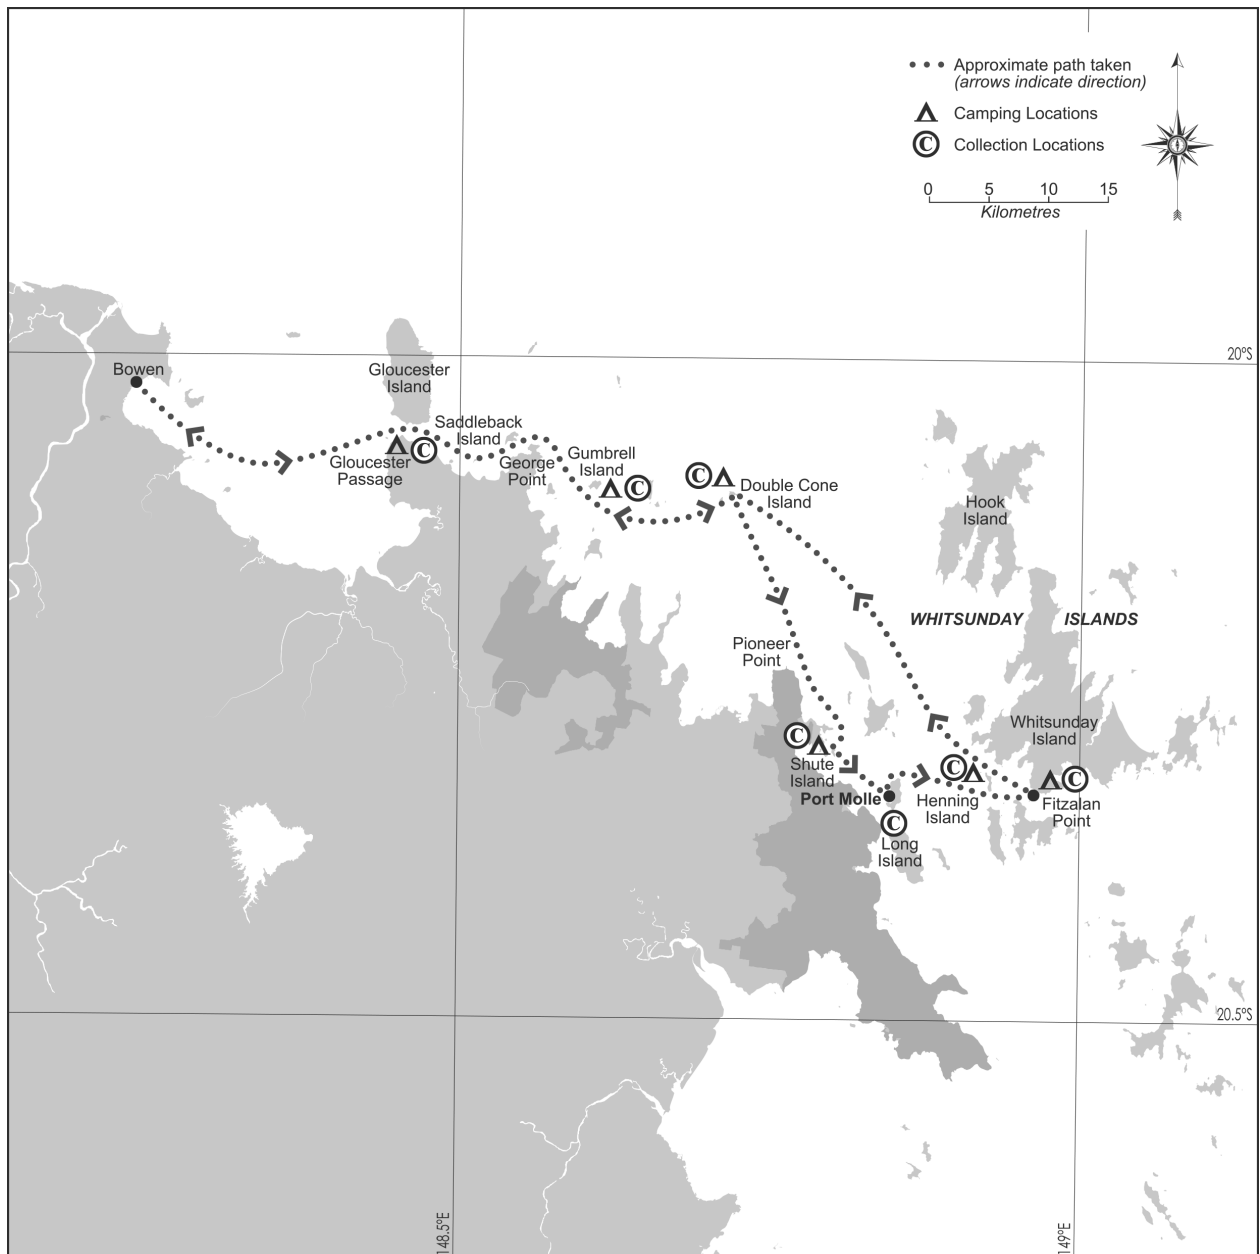 Approximate path taken
(arrows indicate direction)
Camping Locations
C Collection Locations
0 5 10 15
Kilometres
20°S
Bowen
Gloucester
Island
Saddleback
Island
Gloucester
Passage
C
George
Point
Gumbrell
Island
C
C
Double Cone
Island
Hook
Island
WHITSUNDAY ISLANDS
Pioneer
Point
Whitsunday
Island
C
Shute
Island
Port Molle
C
Henning
Island
C
Fitzalan
Point
C
Long
Island
20.5°S
148.5°E
149°E